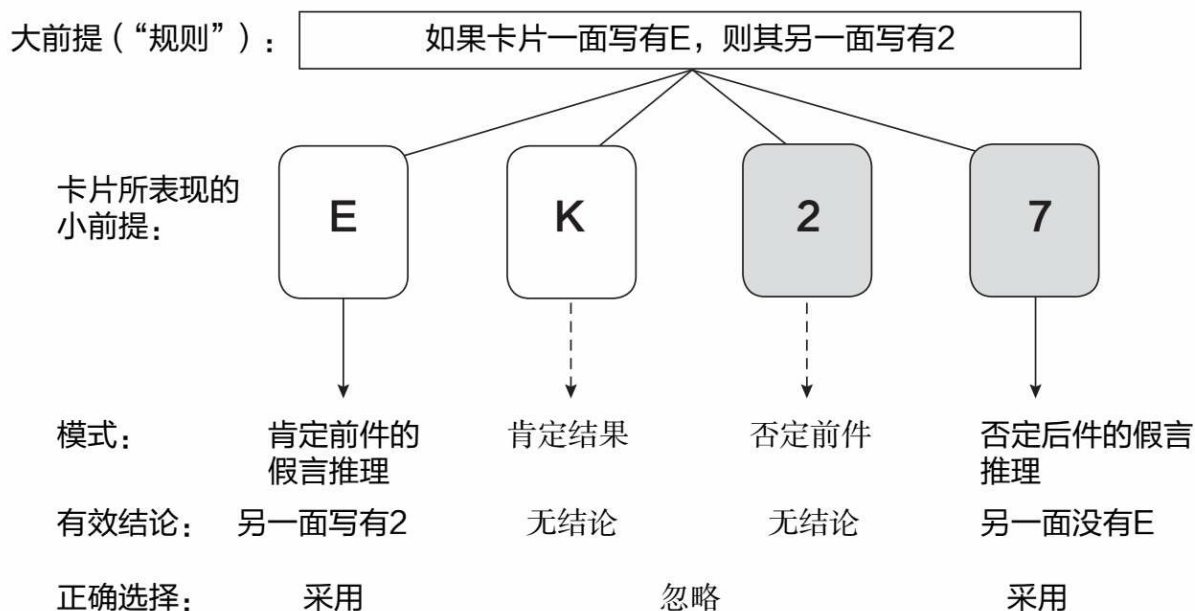 大前提（“规则”）： 如果卡片一面写有E，则其另一面写有2
卡片所表现的
小前提： E K 2 7
模式： 肯定前件的 肯定结果 否定前件 否定后件的假言
假言推理 推理
有效结论： 另一面写有2 无结论 无结论 另一面没有E
正确选择： 采用 忽略 采用